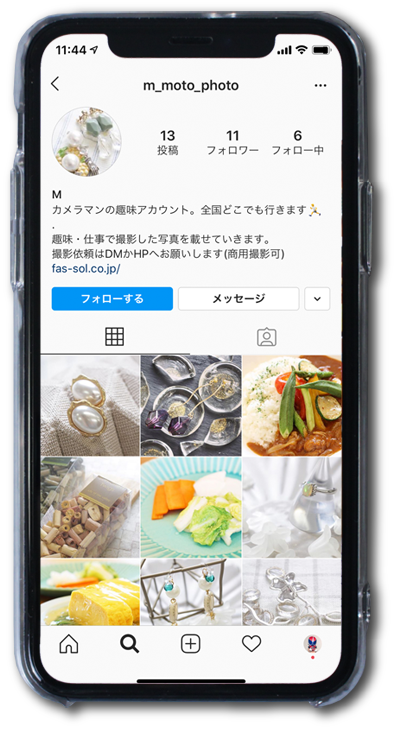 11:44
m_moto_photo
13 11 6
投稿 フォロワー フォロー中
M
カメラマンの趣味アカウント。全国どこでも行きます🏃
.
趣味・仕事で撮影した写真を載せていきます。
撮影依頼はDMかHPへお願いします(商用撮影可)
fas-sol.co.jp/
フォローする メッセージ